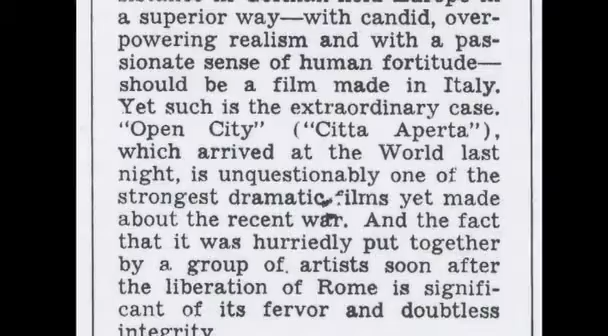 a superior way—with candid, over-
powering realism and with a pas-
sionate sense of human fortitude—
should be a film made in Italy.
Yet such is the extraordinary case.
"Open City" ("Citta Aperta"),
which arrived at the World last
night, is unquestionably one of the
strongest dramatic films yet made
about the recent war. And the fact
that it was hurriedly put together
by a group of artists soon after
the liberation of Rome is signifi-
cant of its fervor and doubtless
integrity.